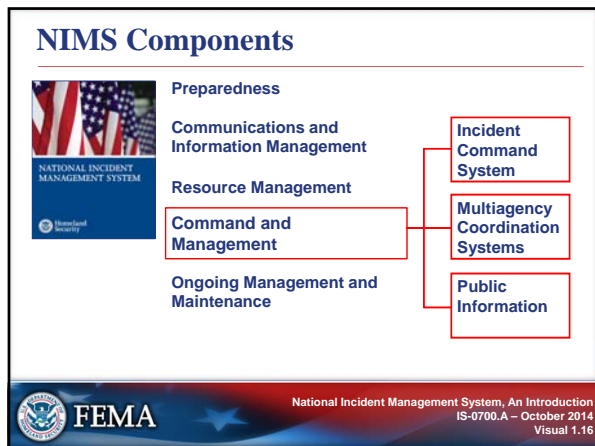 NIMS Components
NATIONAL INCIDENT
MANAGEMENT SYSTEM
Homeland
Security
Preparedness
Communications and
Information Management
Resource Management
Command and
Management
Ongoing Management and
Maintenance
Incident
Command
System
Multiagency
Coordination
Systems
Public
Information
FEMA
National Incident Management System, An Introduction
IS-0700.A – October 2014
Visual 1.16